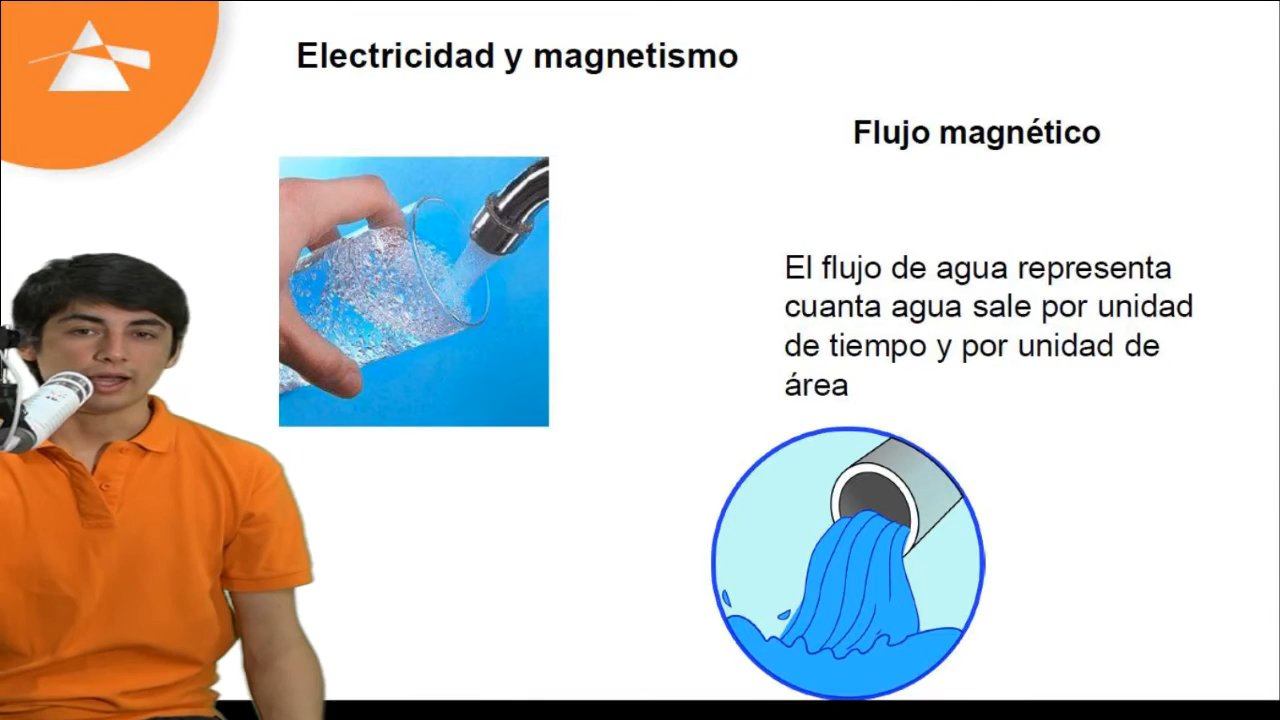 Electricidad y magnetismo
Flujo magnético
El flujo de agua representa
cuanta agua sale por unidad
de tiempo y por unidad de
área